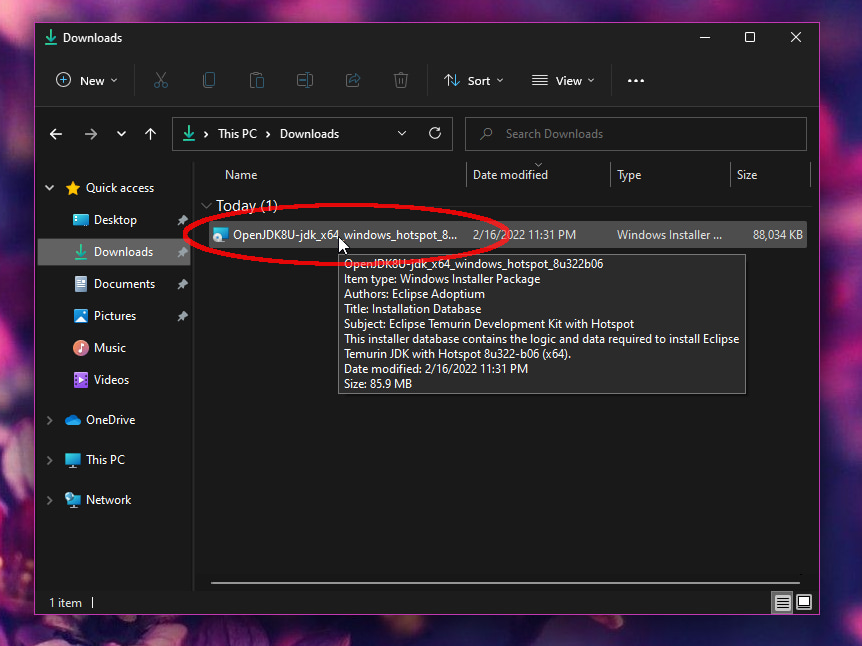 Downloads
New
Sort
View
This PC
Downloads
Search Downloads
Name
Date modified
Type
Size
Quick access
Desktop
Downloads
Documents
Pictures
Music
Videos
OneDrive
This PC
Network
Today (1)
OpenJDK8U-jdk_x64_windows_hotspot_8...
2/16/2022 11:31 PM
Windows Installer ...
88,034 KB
OpenJDK8U-jdk_x64_windows_hotspot_8u322b06
Item type: Windows Installer Package
Authors: Eclipse Adoptium
Title: Installation Database
Subject: Eclipse Temurin Development Kit with Hotspot
This installer database contains the logic and data required to install Eclipse
Temurin JDK with Hotspot 8u322-b06 (x64).
Date modified: 2/16/2022 11:31 PM
Size: 85.9 MB
1 item